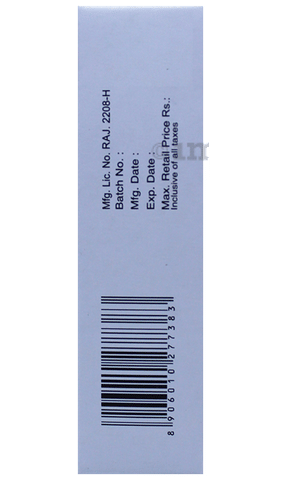 Mfg. Lic. No. RAJ. 2208-H
Batch No. :
Mfg. Date :
Exp. Date :
Max. Retail Price Rs.:
Inclusive of all taxes
8 906010 277383